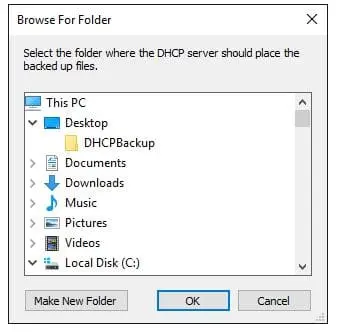 Browse For Folder
Select the folder where the DHCP server should place the
backed up files.
This PC
Desktop
DHCPBackup
Documents
Downloads
Music
Pictures
Videos
Local Disk (C:)
Make New Folder
OK
Cancel